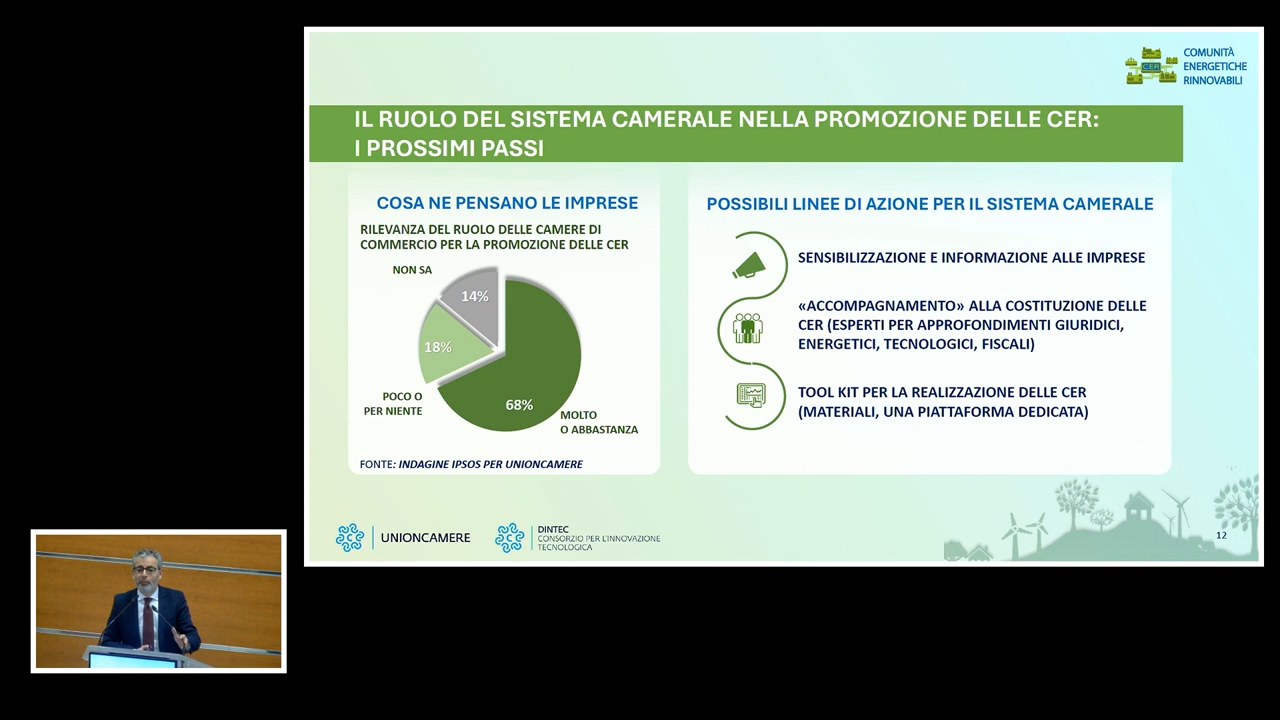 COMUNITÀ
ENERGETICHE
RINNOVABILI
CER
IL RUOLO DEL SISTEMA CAMERALE NELLA PROMOZIONE DELLE CER:
I PROSSIMI PASSI
COSA NE PENSANO LE IMPRESE
RILEVANZA DEL RUOLO DELLE CAMERE DI
COMMERCIO PER LA PROMOZIONE DELLE CER
NON SA
14%
18%
POCO O
PER NIENTE
68%
MOLTO
O ABBASTANZA
FONTE: INDAGINE IPSOS PER UNIONCAMERE
POSSIBILI LINEE DI AZIONE PER IL SISTEMA CAMERALE
SENSIBILIZZAZIONE E INFORMAZIONE ALLE IMPRESE
«ACCOMPAGNAMENTO» ALLA COSTITUZIONE DELLE
CER (ESPERTI PER APPROFONDIMENTI GIURIDICI,
ENERGETICI, TECNOLOGICI, FISCALI)
TOOL KIT PER LA REALIZZAZIONE DELLE CER
(MATERIALI, UNA PIATTAFORMA DEDICATA)
UNIONCAMERE
DINTEC
CONSORZIO PER L'INNOVAZIONE
TECNOLOGICA
12